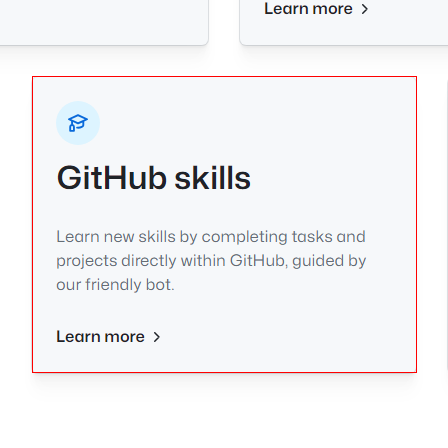 Learn more
GitHub skills
Learn new skills by completing tasks and
projects directly within GitHub, guided by
our friendly bot.
Learn more